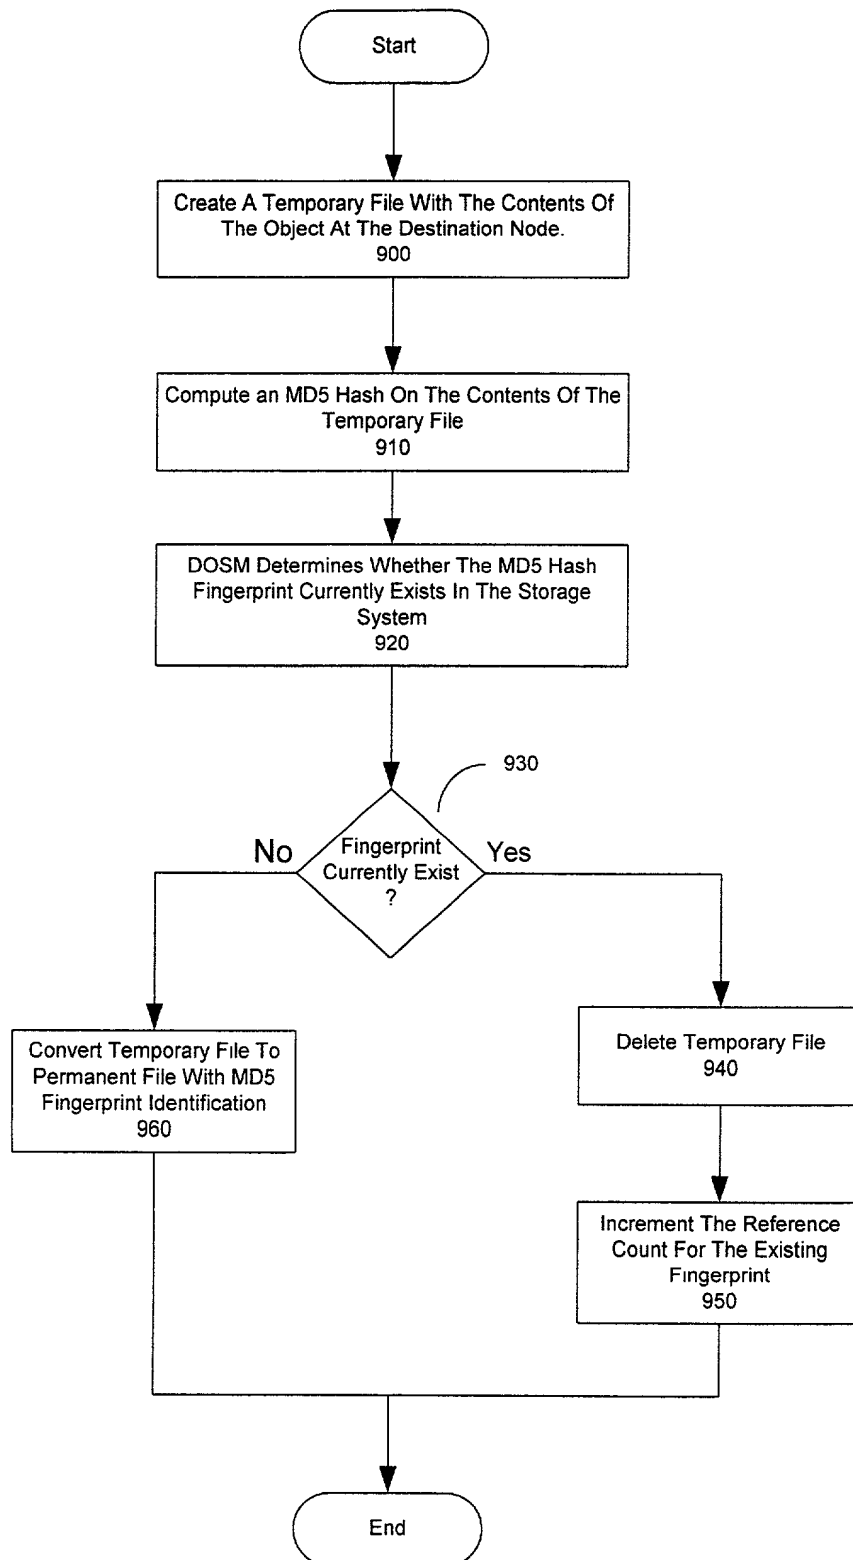 Start
Create A Temporary File With The Contents Of
The Object At The Destination Node.
900
Compute an MD5 Hash On The Contents Of The
Temporary File
910
DOSM Determines Whether The MD5 Hash
Fingerprint Currently Exists In The Storage
System
920
930
No
Fingerprint
Currently Exist
?
Yes
Convert Temporary File To
Permanent File With MD5
Fingerprint Identification
960
Delete Temporary File
940
Increment The Reference
Count For The Existing
Fingerprint
950
End